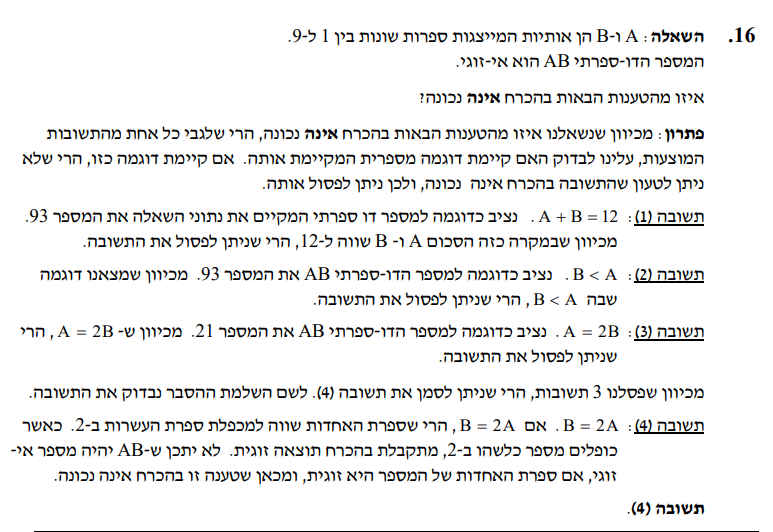 16. השאלה: A ו-B הן אותיות המייצגות ספרות שונות בין 1 ל-9.
המספר הדו-ספרתי AB הוא אי-זוגי.
איזו מהטענות הבאות בהכרח אינה נכונה?
פתרון: מכיוון שנשאלנו איזו מהטענות הבאות בהכרח אינה נכונה, הרי שלגבי כל אחת מהתשובות
המוצעות, עלינו לבדוק האם קיימת דוגמה מספרית המקיימת אותה. אם קיימת דוגמה כזו, הרי שלא
ניתן לטעון שהתשובה בהכרח אינה נכונה, ולכן ניתן לפסול אותה.
תשובה (1): A + B = 12. נציב כדוגמה למספר דו ספרתי המקיים את נתוני השאלה את המספר 93.
מכיוון שבמקרה כזה הסכום A ו- B שווה ל-12, הרי שניתן לפסול את התשובה.
תשובה (2): B < A. נציב כדוגמה למספר הדו-ספרתי AB את המספר 93. מכיוון שמצאנו דוגמה
שבה B < A, הרי שניתן לפסול את התשובה.
תשובה (3): A = 2B. נציב כדוגמה למספר הדו-ספרתי AB את המספר 21. מכיוון ש- A = 2B, הרי
שניתן לפסול את התשובה.
מכיוון שפסלנו 3 תשובות, הרי שניתן לסמן את תשובה (4). לשם השלמת ההסבר נבדוק את התשובה.
תשובה (4): B = 2A. אם B = 2A, הרי שספרת האחדות שווה למכפלת ספרת העשרות ב-2. כאשר
כופלים מספר כלשהו ב-2, מתקבלת בהכרח תוצאה זוגית. לא יתכן ש-AB יהיה מספר אי-
זוגי, אם ספרת האחדות של המספר היא זוגית, ומכאן שטענה זו בהכרח אינה נכונה.
תשובה (4).